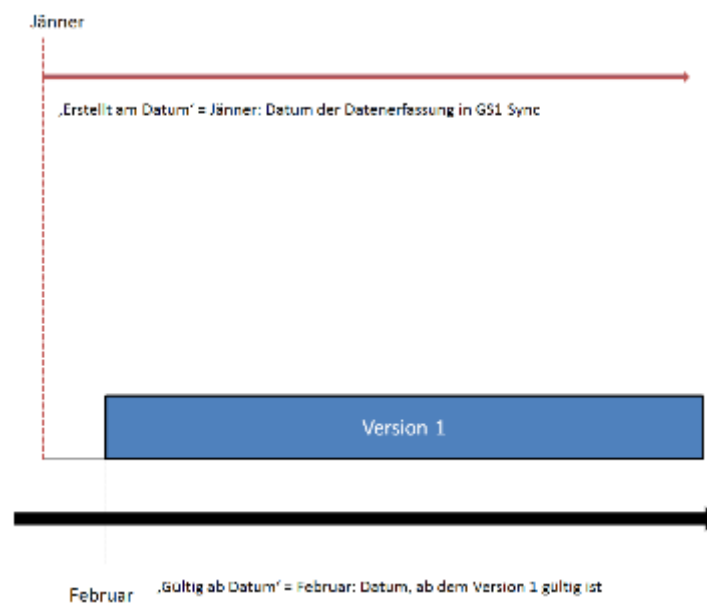 Jänner
‚Erstellt am Datum‘ = Jänner: Datum der Datenerfassung in GS1 Sync
Version 1
Februar
‚Gültig ab Datum‘ = Februar: Datum, ab dem Version 1 gültig ist